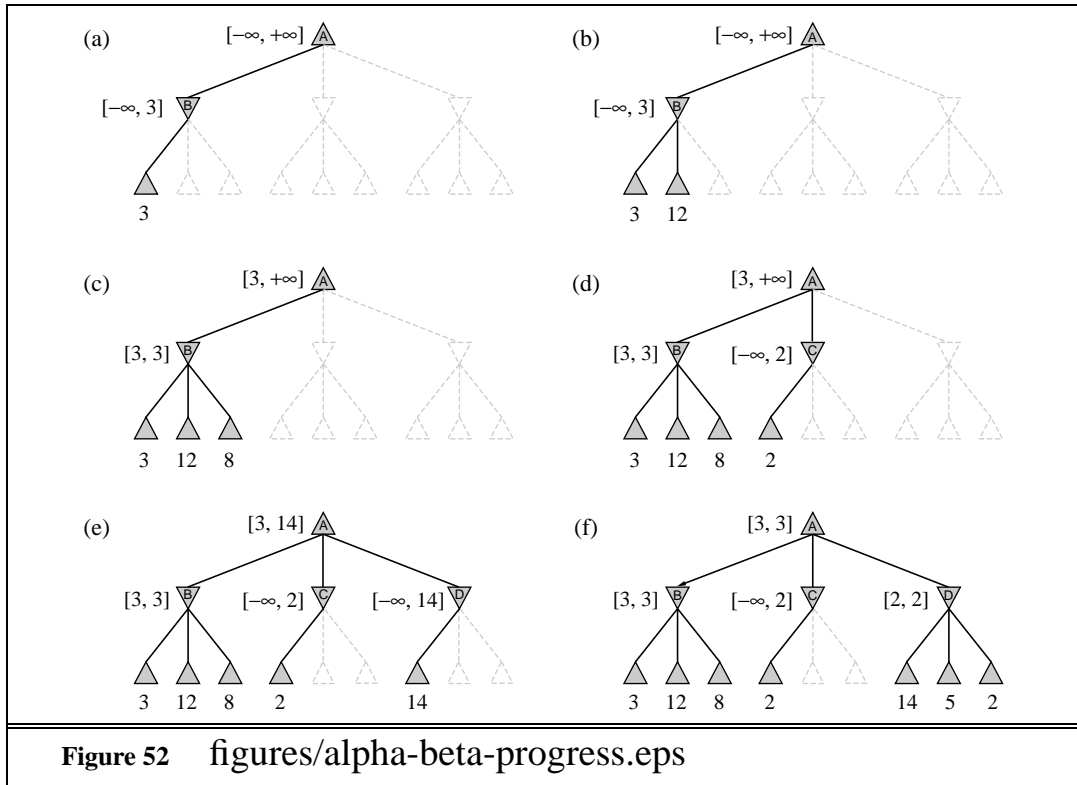 (a) [−∞, +∞] A
[−∞, 3] B
3
(b) [−∞, +∞] A
[−∞, 3] B
3 12
(c) [3, +∞] A
[3, 3] B
3 12 8
(d) [3, +∞] A
[3, 3] B [−∞, 2] C
3 12 8 2
(e) [3, 14] A
[3, 3] B [−∞, 2] C [−∞, 14] D
3 12 8 2 14
(f) [3, 3] A
[3, 3] B [−∞, 2] C [2, 2] D
3 12 8 2 14 5 2
Figure 52 figures/alpha-beta-progress.eps